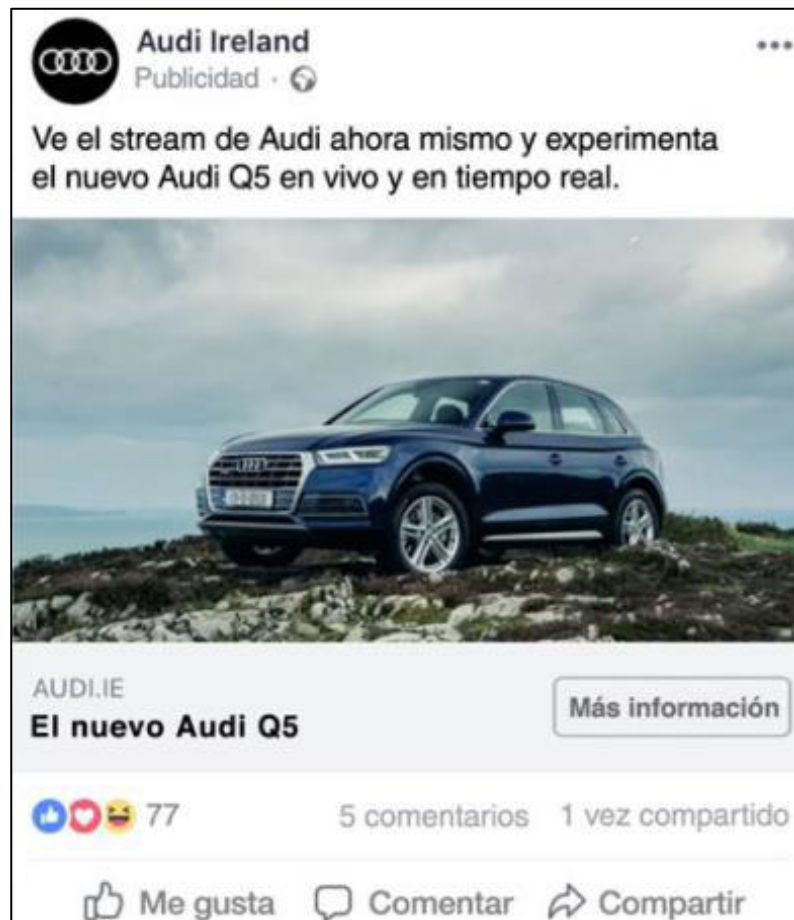 Audi Ireland
Publicidad ·
Ve el stream de Audi ahora mismo y experimenta
el nuevo Audi Q5 en vivo y en tiempo real.
AUDI.IE
El nuevo Audi Q5
Más información
77
5 comentarios 1 vez compartido
Me gusta Comentar Compartir